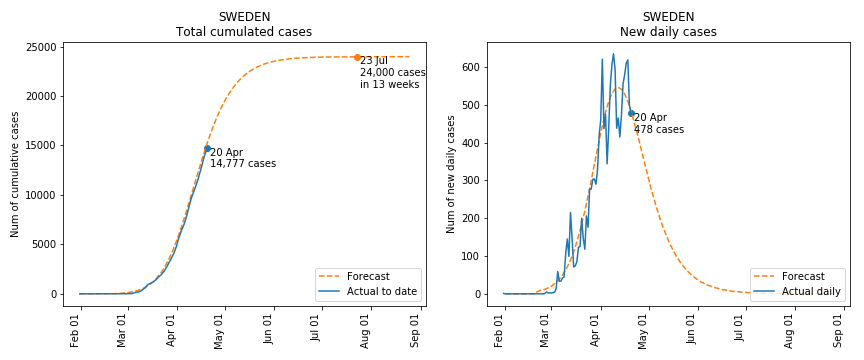 SWEDEN
Total cumulated cases
Num of cumulative cases
25000
20000
15000
10000
5000
0
23 Jul
24,000 cases
in 13 weeks
20 Apr
14,777 cases
Forecast
Actual to date
Feb 01
Mar 01
Apr 01
May 01
Jun 01
Jul 01
Aug 01
Sep 01
SWEDEN
New daily cases
Num of new daily cases
600
500
400
300
200
100
0
20 Apr
478 cases
Forecast
Actual daily
Feb 01
Mar 01
Apr 01
May 01
Jun 01
Jul 01
Aug 01
Sep 01